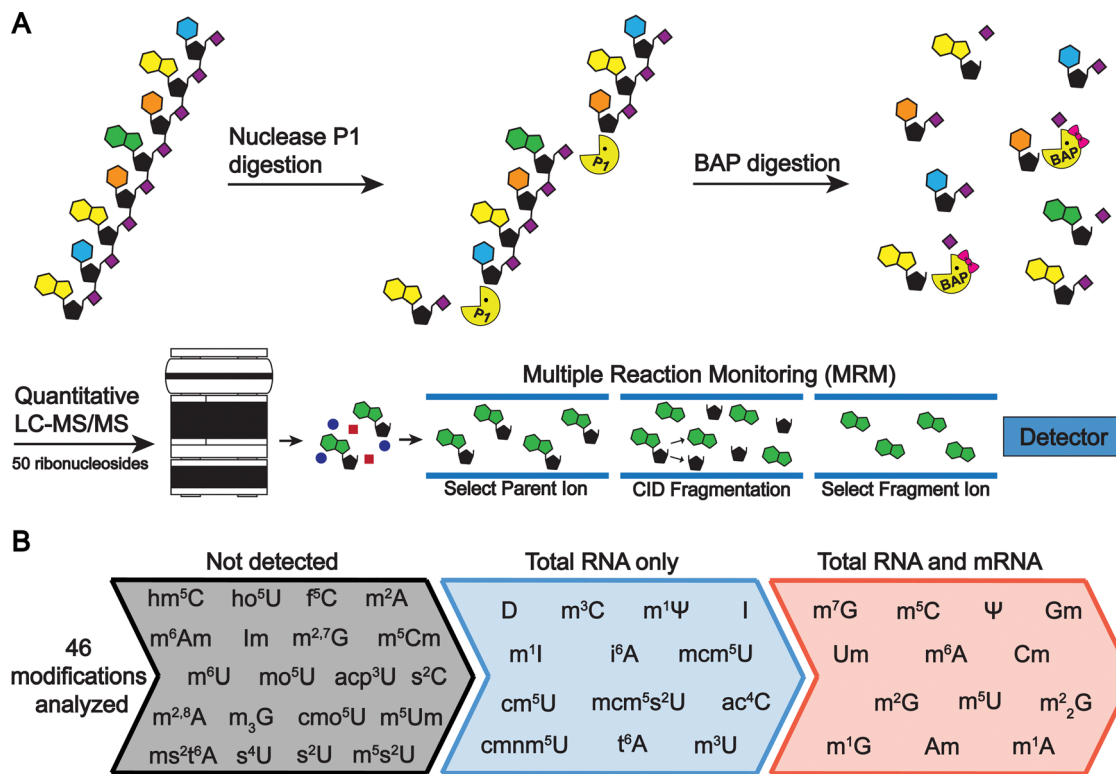 A
Nuclease P1
digestion
BAP digestion
P1
P1
BAP
BAP
Quantitative
LC-MS/MS
50 ribonucleosides
Multiple Reaction Monitoring (MRM)
Select Parent Ion
CID Fragmentation
Select Fragment Ion
Detector
B
46
modifications
analyzed
Not detected
hm⁵C ho⁵U f⁵C m²A
m⁶Am Im m²,⁷G m⁵Cm
m⁶U mo⁵U acp³U s²C
m²,⁸A m₃G cmo⁵U m⁵Um
ms²t⁶A s⁴U s²U m⁵s²U
Total RNA only
D m³C m¹Ψ I
m¹I i⁶A mcm⁵U
cm⁵U mcm⁵s²U ac⁴C
cmnm⁵U t⁶A m³U
Total RNA and mRNA
m⁷G m⁵C Ψ Gm
Um m⁶A Cm
m²G m⁵U m²₂G
m¹G Am m¹A